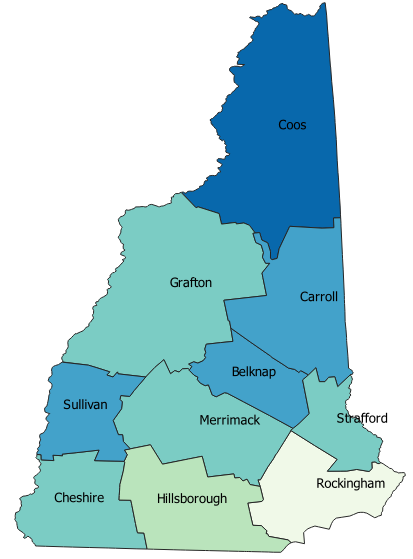 Coos
Grafton
Carroll
Belknap
Sullivan
Merrimack
Strafford
Rockingham
Cheshire
Hillsborough